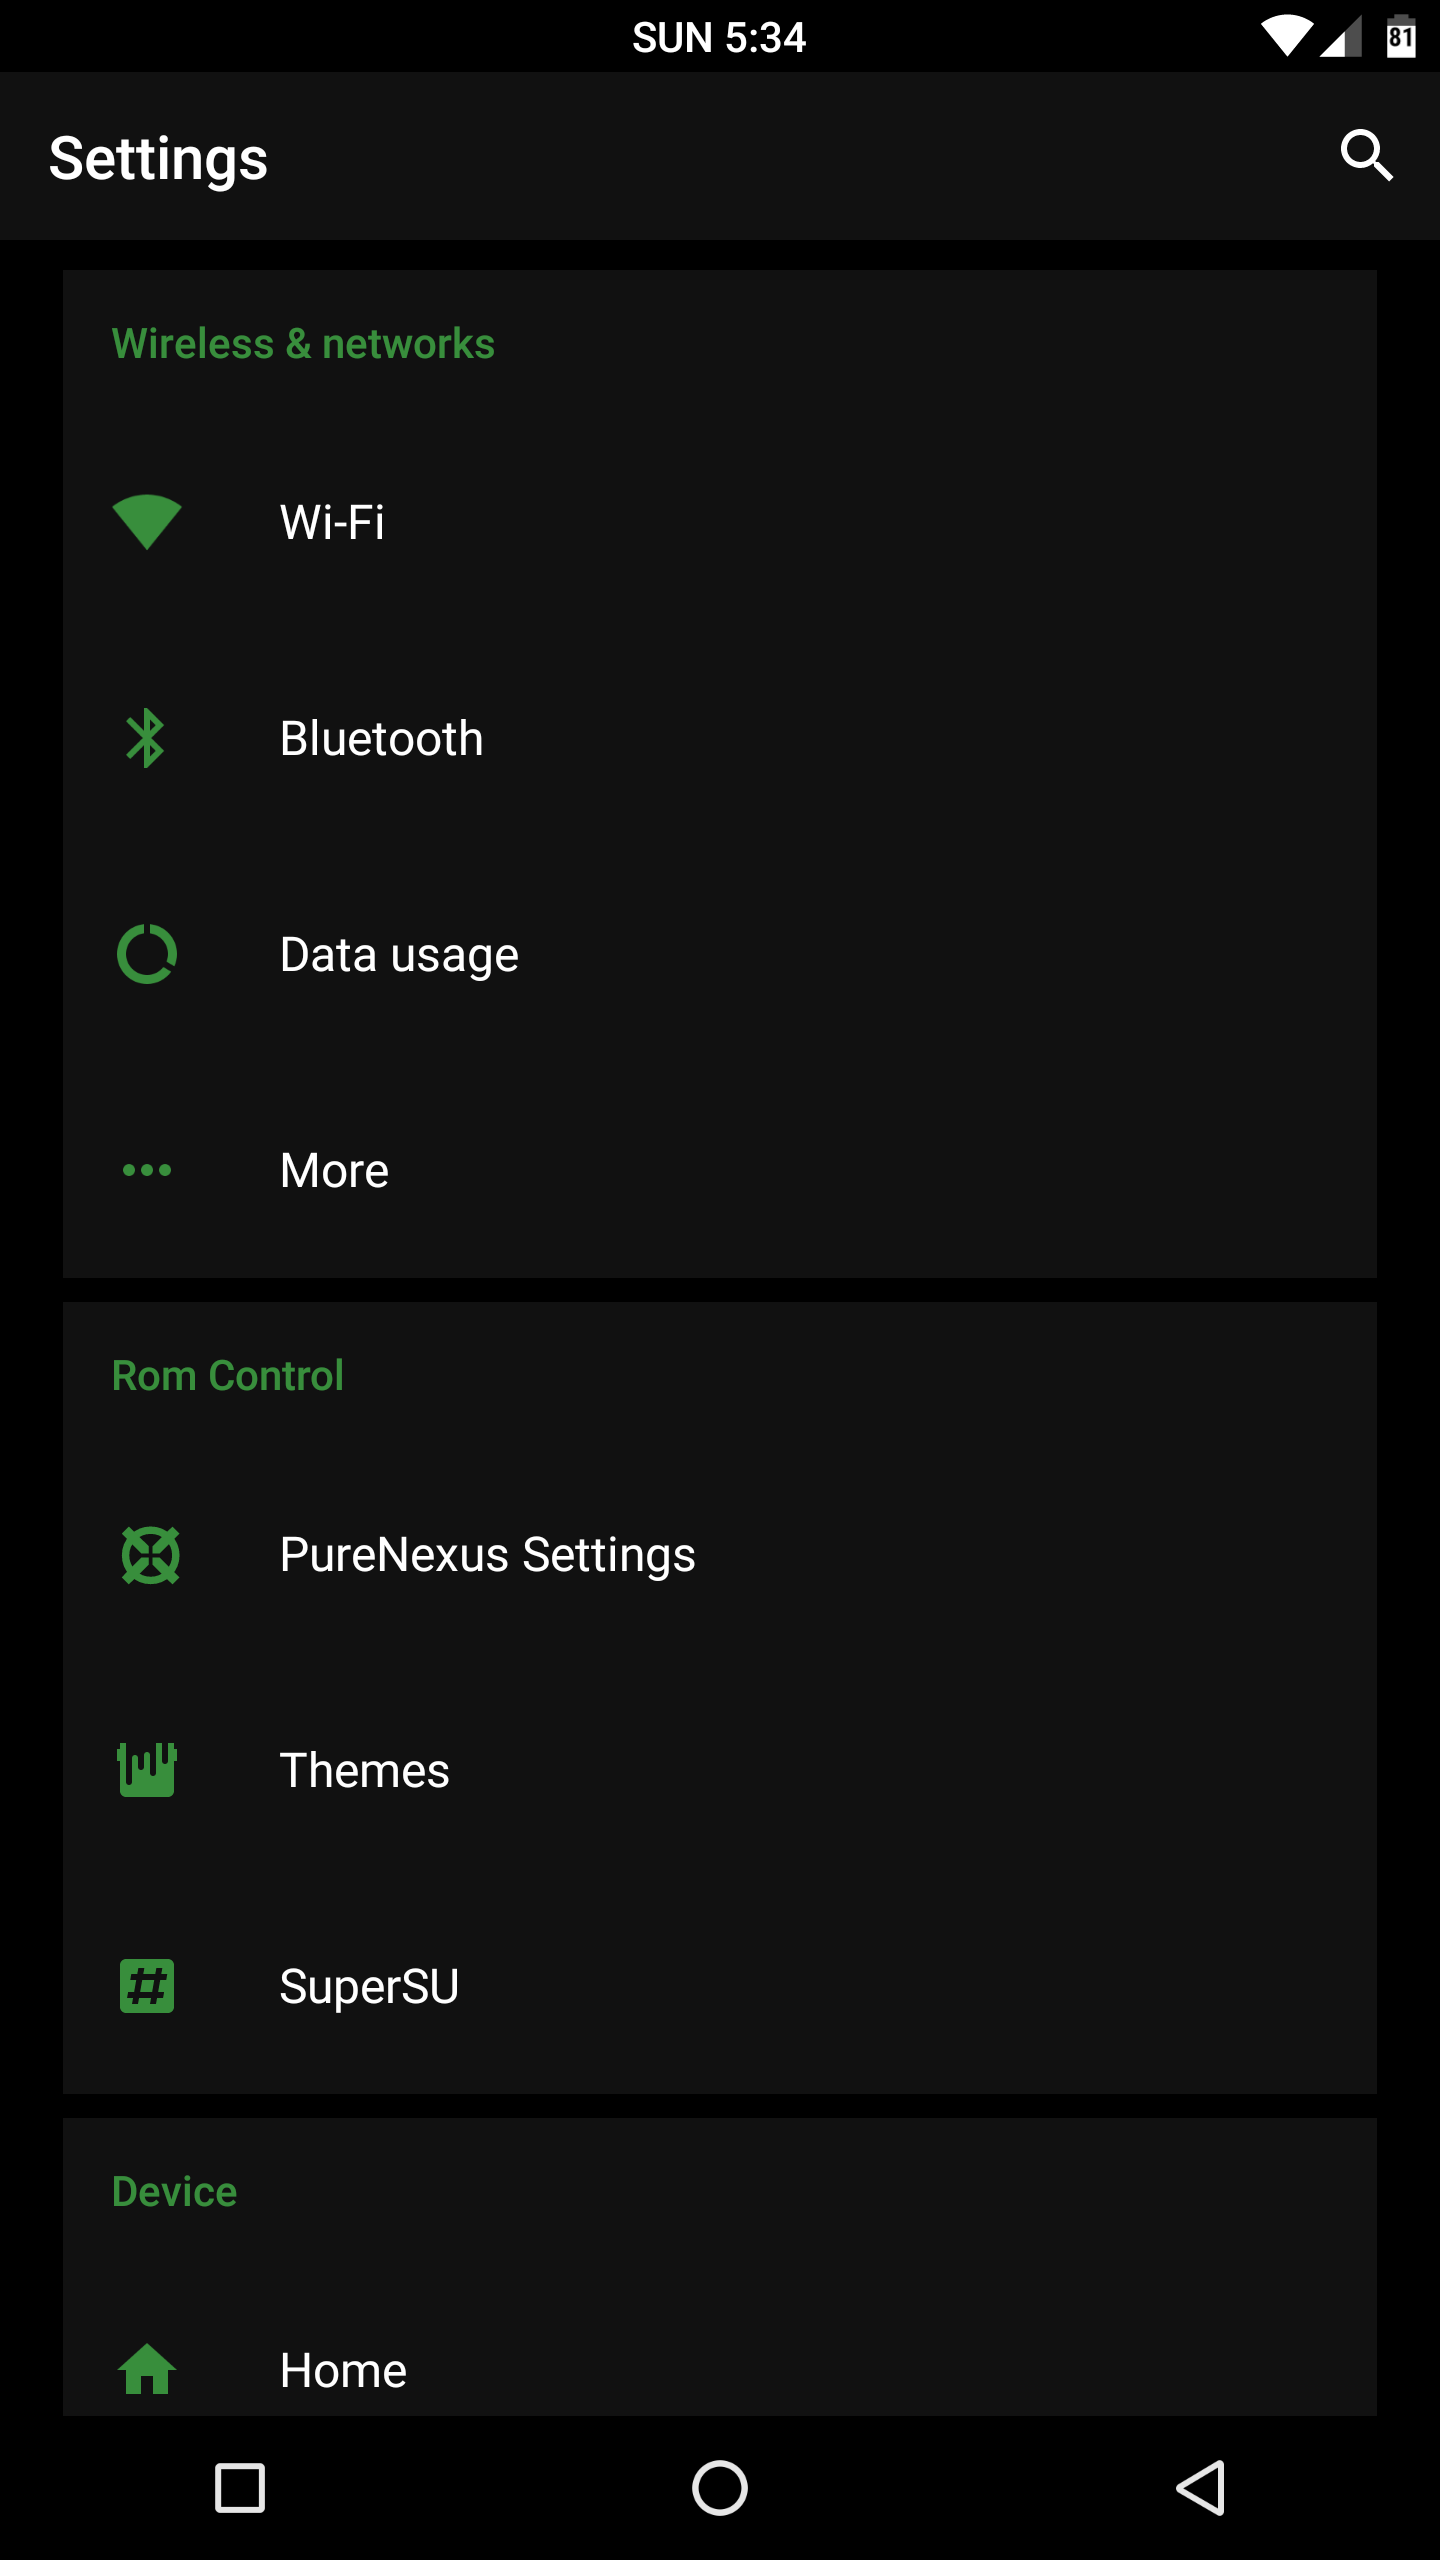 SUN 5:34
81
Settings
Wireless & networks
Wi-Fi
Bluetooth
Data usage
More
Rom Control
PureNexus Settings
Themes
# SuperSU
Device
Home